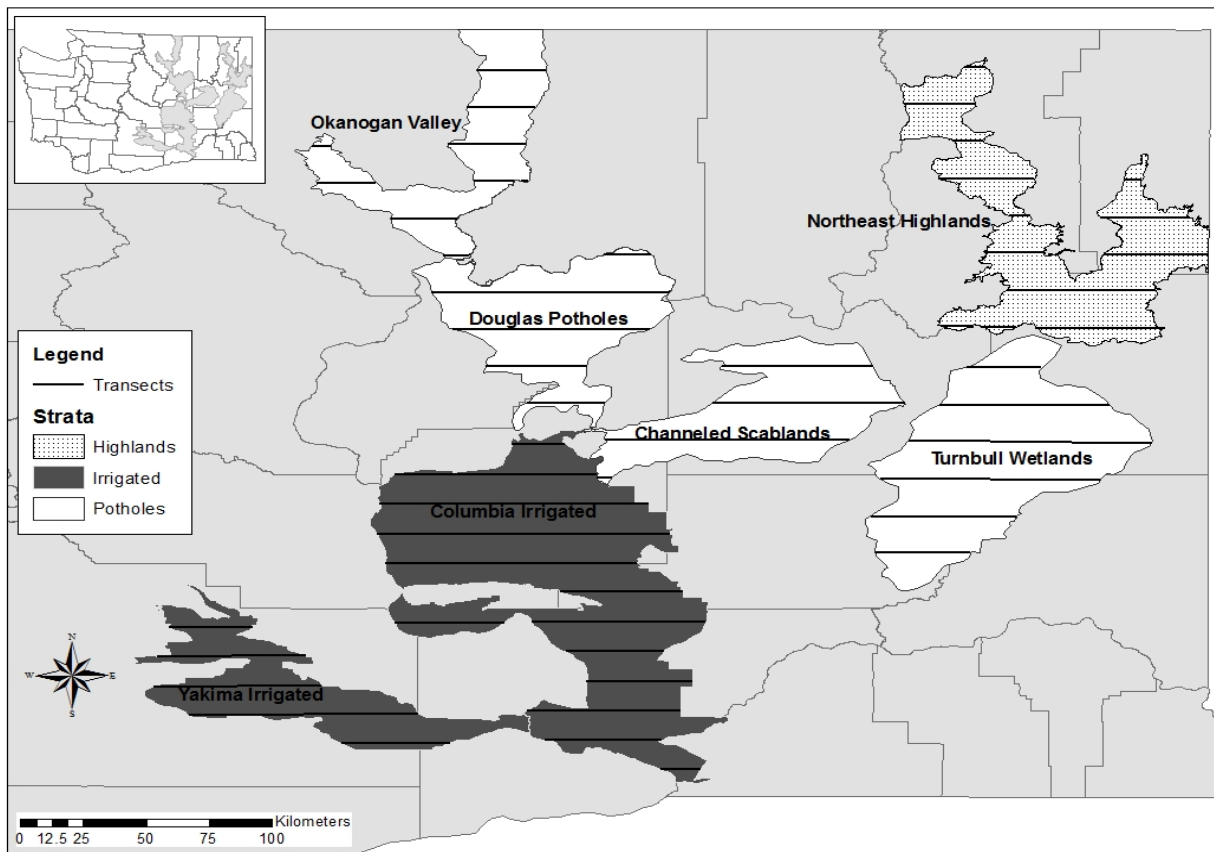 Okanogan Valley
Northeast Highlands
Douglas Potholes
Legend
Transects
Strata
Highlands
Irrigated
Potholes
Channeled Scablands
Turnbull Wetlands
Columbia Irrigated
Yakima Irrigated
N
W E
S
Kilometers
0 12.5 25 50 75 100